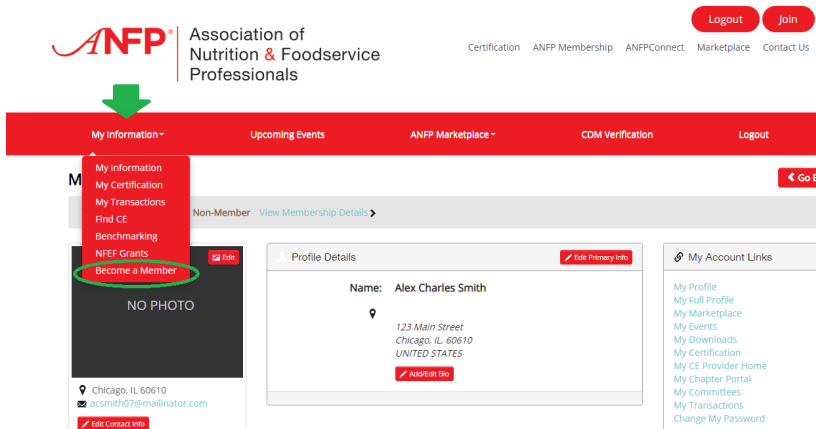 Logout
Join
ANFP®
Association of
Nutrition & Foodservice
Professionals
Certification ANFP Membership ANFPConnect Marketplace Contact Us
My Information Upcoming Events ANFP Marketplace CDM Verification Logout
My Information
My Certification
My Transactions
Find CE
Benchmarking
NFEF Grants
Become a Member
M
Go
Non-Member View Membership Details
Edit
NO PHOTO
Chicago, IL 60610
acsmith07@mailinator.com
Edit Contact Info
Profile Details
Edit Primary Info
Name: Alex Charles Smith
123 Main Street
Chicago, IL, 60610
UNITED STATES
Add/Edit Bio
My Account Links
My Profile
My Full Profile
My Marketplace
My Events
My Downloads
My Certification
My CE Provider Home
My Chapter Portal
My Committees
My Transactions
Change My Password